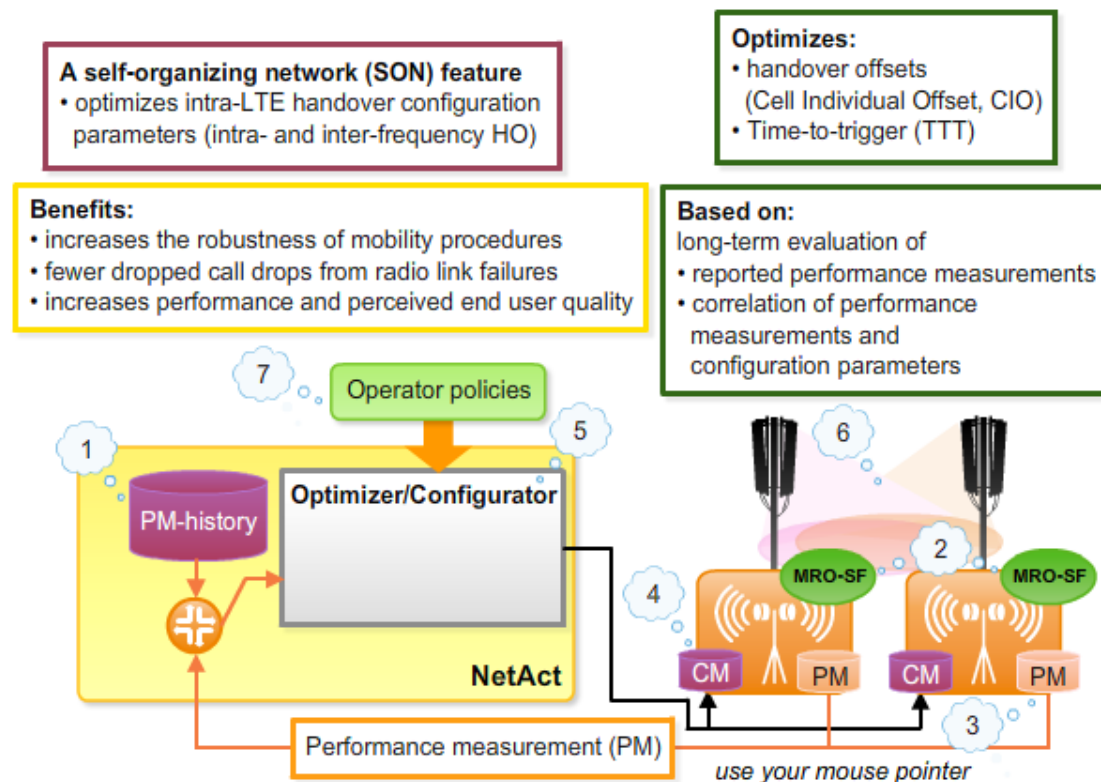 A self-organizing network (SON) feature
• optimizes intra-LTE handover configuration
parameters (intra- and inter-frequency HO)
Optimizes:
• handover offsets
(Cell Individual Offset, CIO)
• Time-to-trigger (TTT)
Benefits:
• increases the robustness of mobility procedures
• fewer dropped call drops from radio link failures
• increases performance and perceived end user quality
Based on:
long-term evaluation of
• reported performance measurements
• correlation of performance
measurements and
configuration parameters
7
Operator policies
1
5
6
PM-history
Optimizer/Configurator
2
MRO-SF
MRO-SF
4
CM
PM
CM
PM
NetAct
3
Performance measurement (PM)
use your mouse pointer